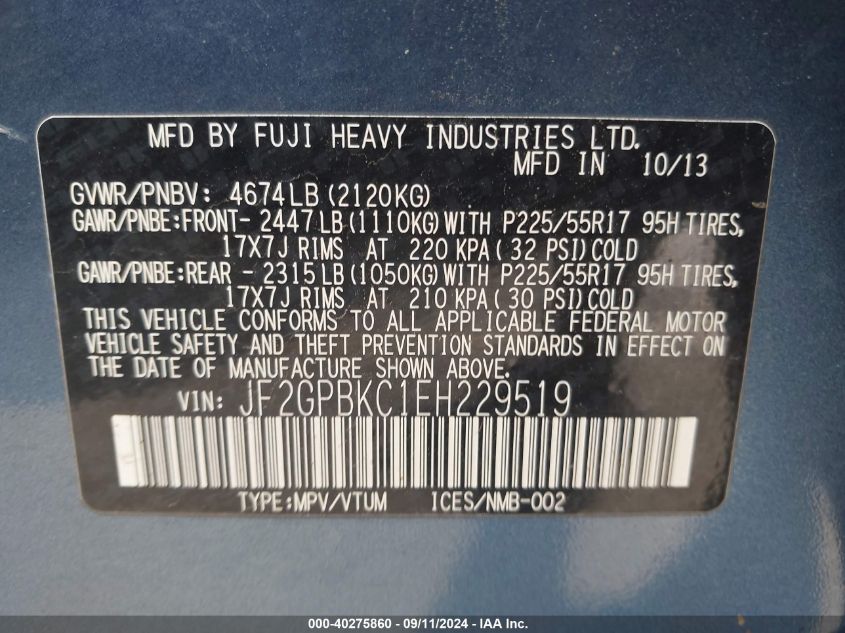 MFD BY FUJI HEAVY INDUSTRIES LTD.
MFD IN 10/13
GVWR/PNBV: 4674LB (2120KG)
GAWR/PNBE:FRONT- 2447LB (1110KG) WITH P225/55R17 95H TIRES,
17X7J RIMS AT 220 KPA ( 32 PSI) COLD
GAWR/PNBE:REAR - 2315LB (1050KG) WITH P225/55R17 95H TIRES,
17X7J RIMS AT 210 KPA ( 30 PSI) COLD
THIS VEHICLE CONFORMS TO ALL APPLICABLE FEDERAL MOTOR
VEHICLE SAFETY AND THEFT PREVENTION STANDARDS IN EFFECT ON
THE DATE OF MANUFACTURE SHOWN ABOVE.
VIN: JF2GPBKC1EH229519
TYPE:MPV/VTUM ICES/NMB-002
000-40275860 - 09/11/2024 - IAA Inc.